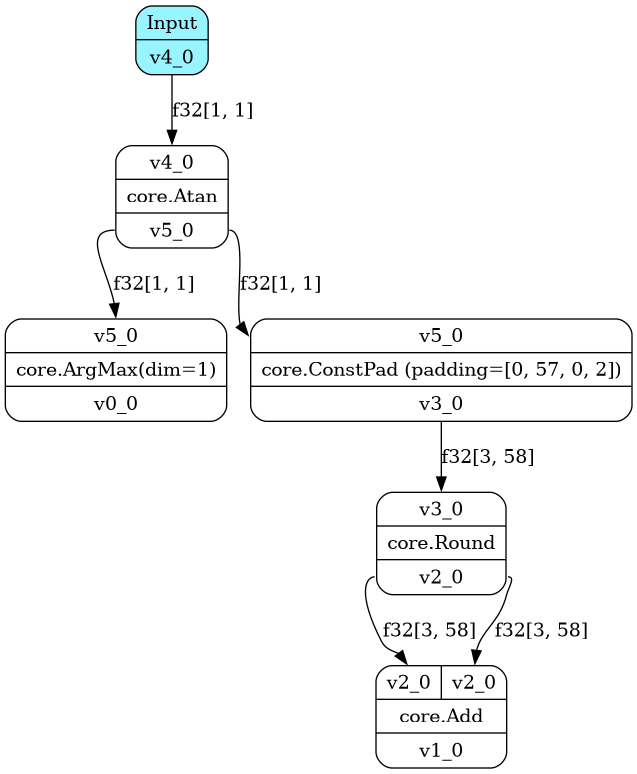 Input
v4_0
f32[1, 1]
v4_0
core.Atan
v5_0
f32[1, 1]
f32[1, 1]
v5_0
core.ArgMax(dim=1)
v0_0
v5_0
core.ConstPad (padding=[0, 57, 0, 2])
v3_0
f32[3, 58]
v3_0
core.Round
v2_0
f32[3, 58]
f32[3, 58]
v2_0
v2_0
core.Add
v1_0